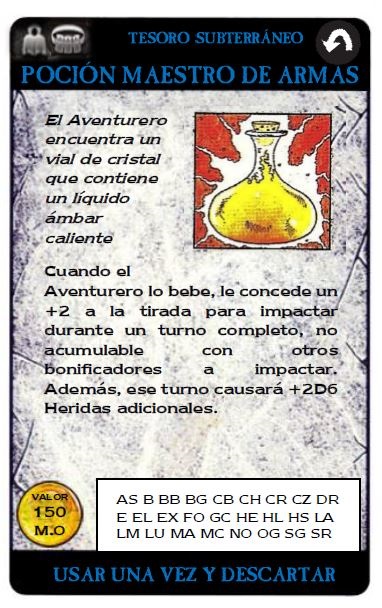 TESORO SUBTERRÁNEO
POCIÓN MAESTRO DE ARMAS
El Aventurero
encuentra un
vial de cristal
que contiene
un líquido
ámbar
caliente
Cuando el
Aventurero lo bebe, le concede un
+2 a la tirada para impactar
durante un turno completo, no
acumulable con otros
bonificadores a impactar.
Además, ese turno causará +2D6
Heridas adicionales.
VALOR
150
M.O
AS B BB BG CB CH CR CZ DR
E EL EX FO GC HE HL HS LA
LM LU MA MC NO OG SG SR
USAR UNA VEZ Y DESCARTAR